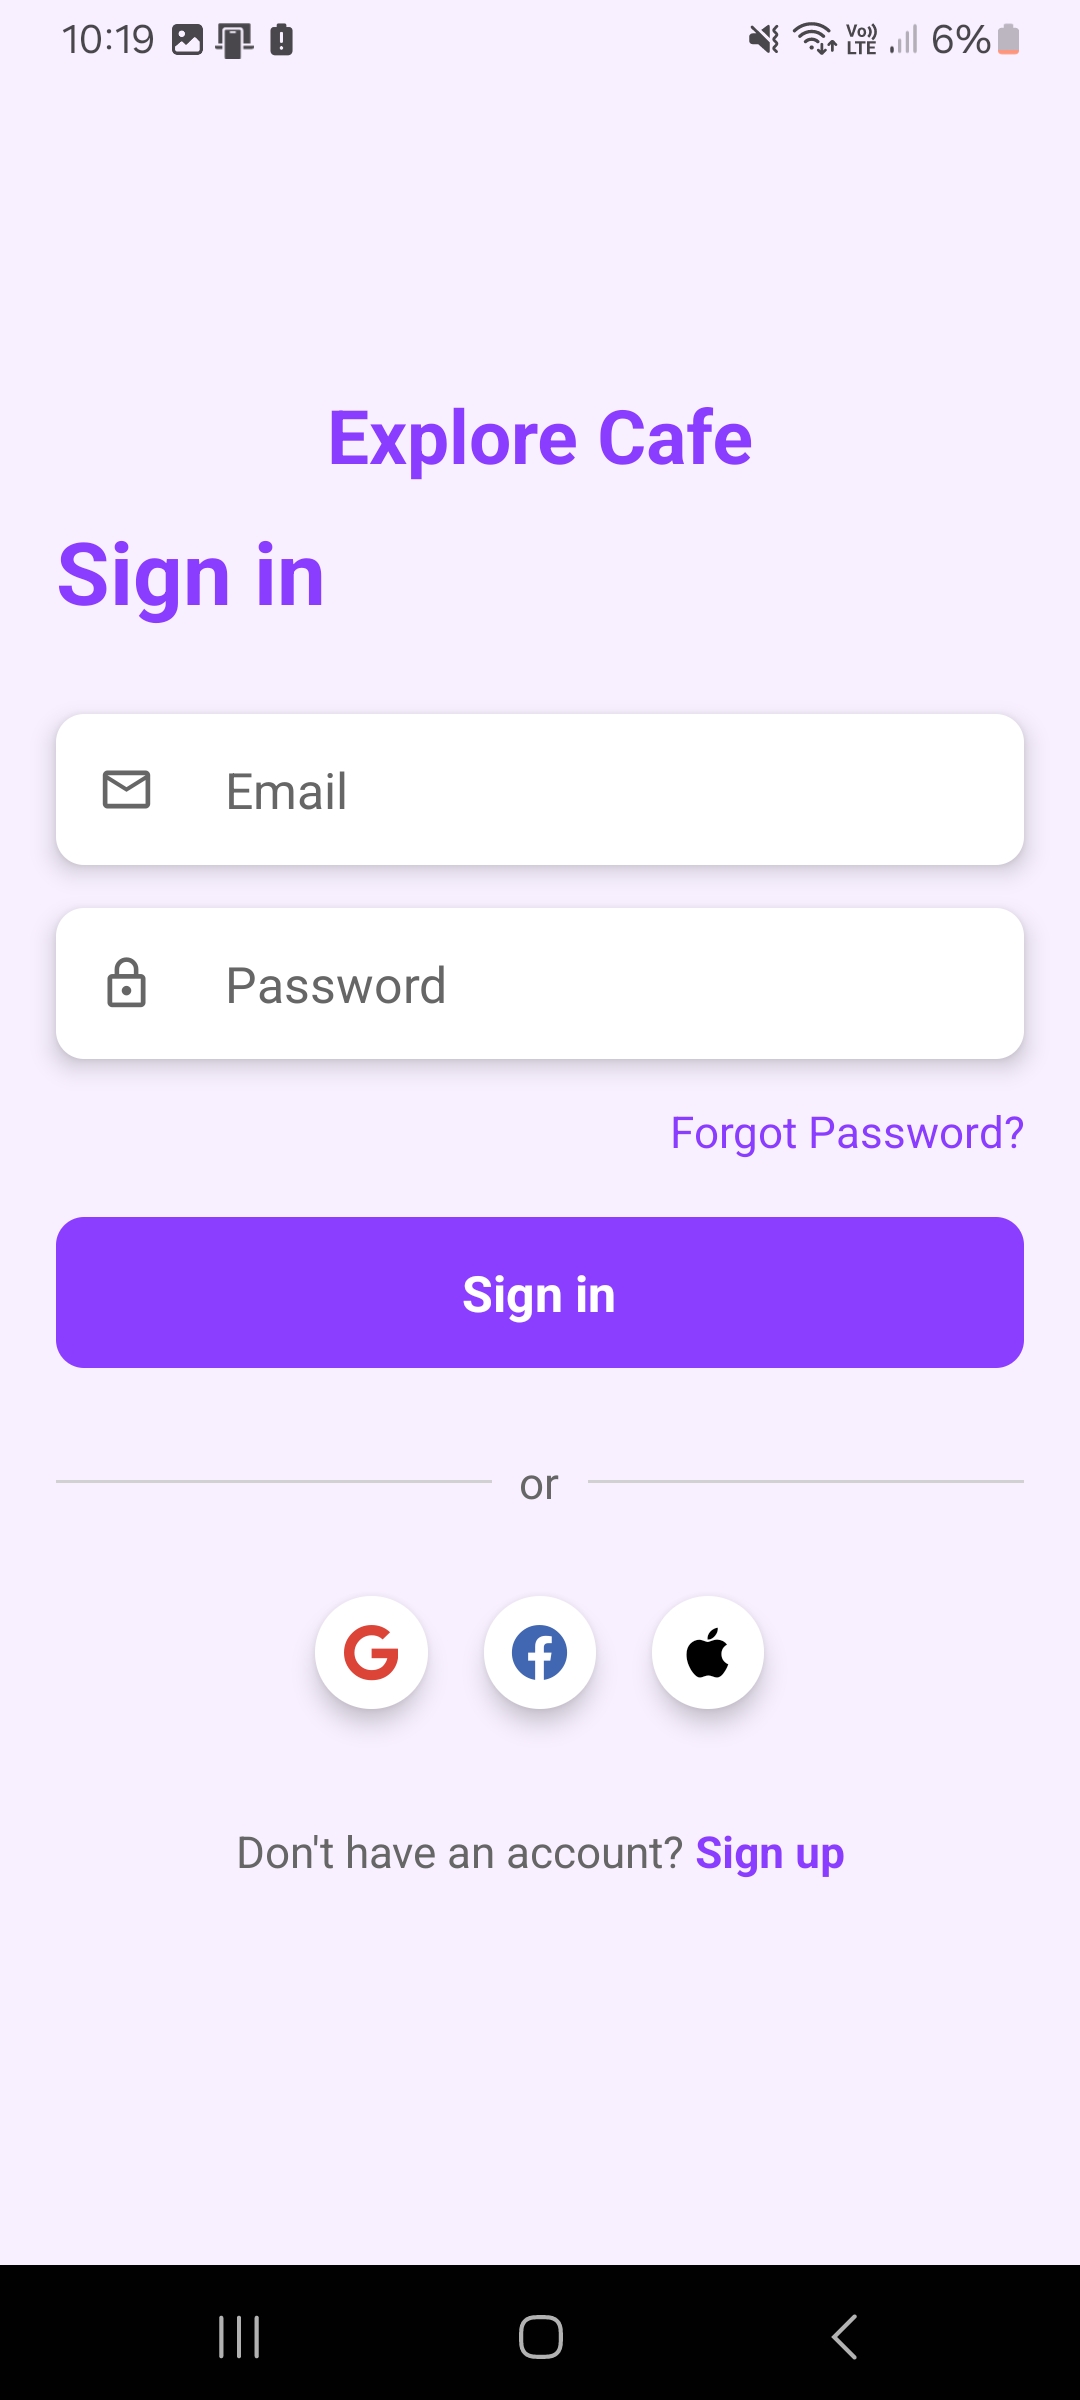 10:19
Vo)) LTE 6%
Explore Cafe
Sign in
Email
Password
Forgot Password?
Sign in
or
Don't have an account? Sign up